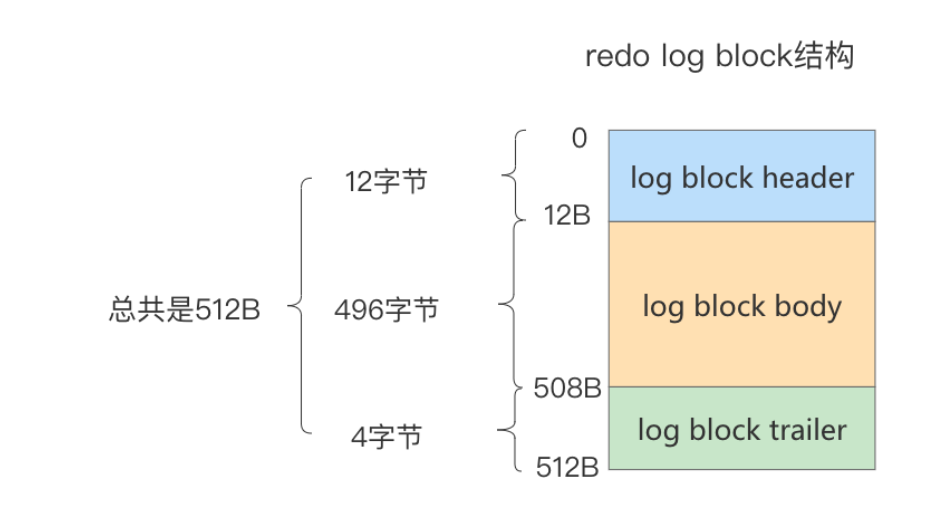 redo log block结构
0
log block header
12字节
12B
总共是512B
496字节
log block body
508B
4字节
log block trailer
512B